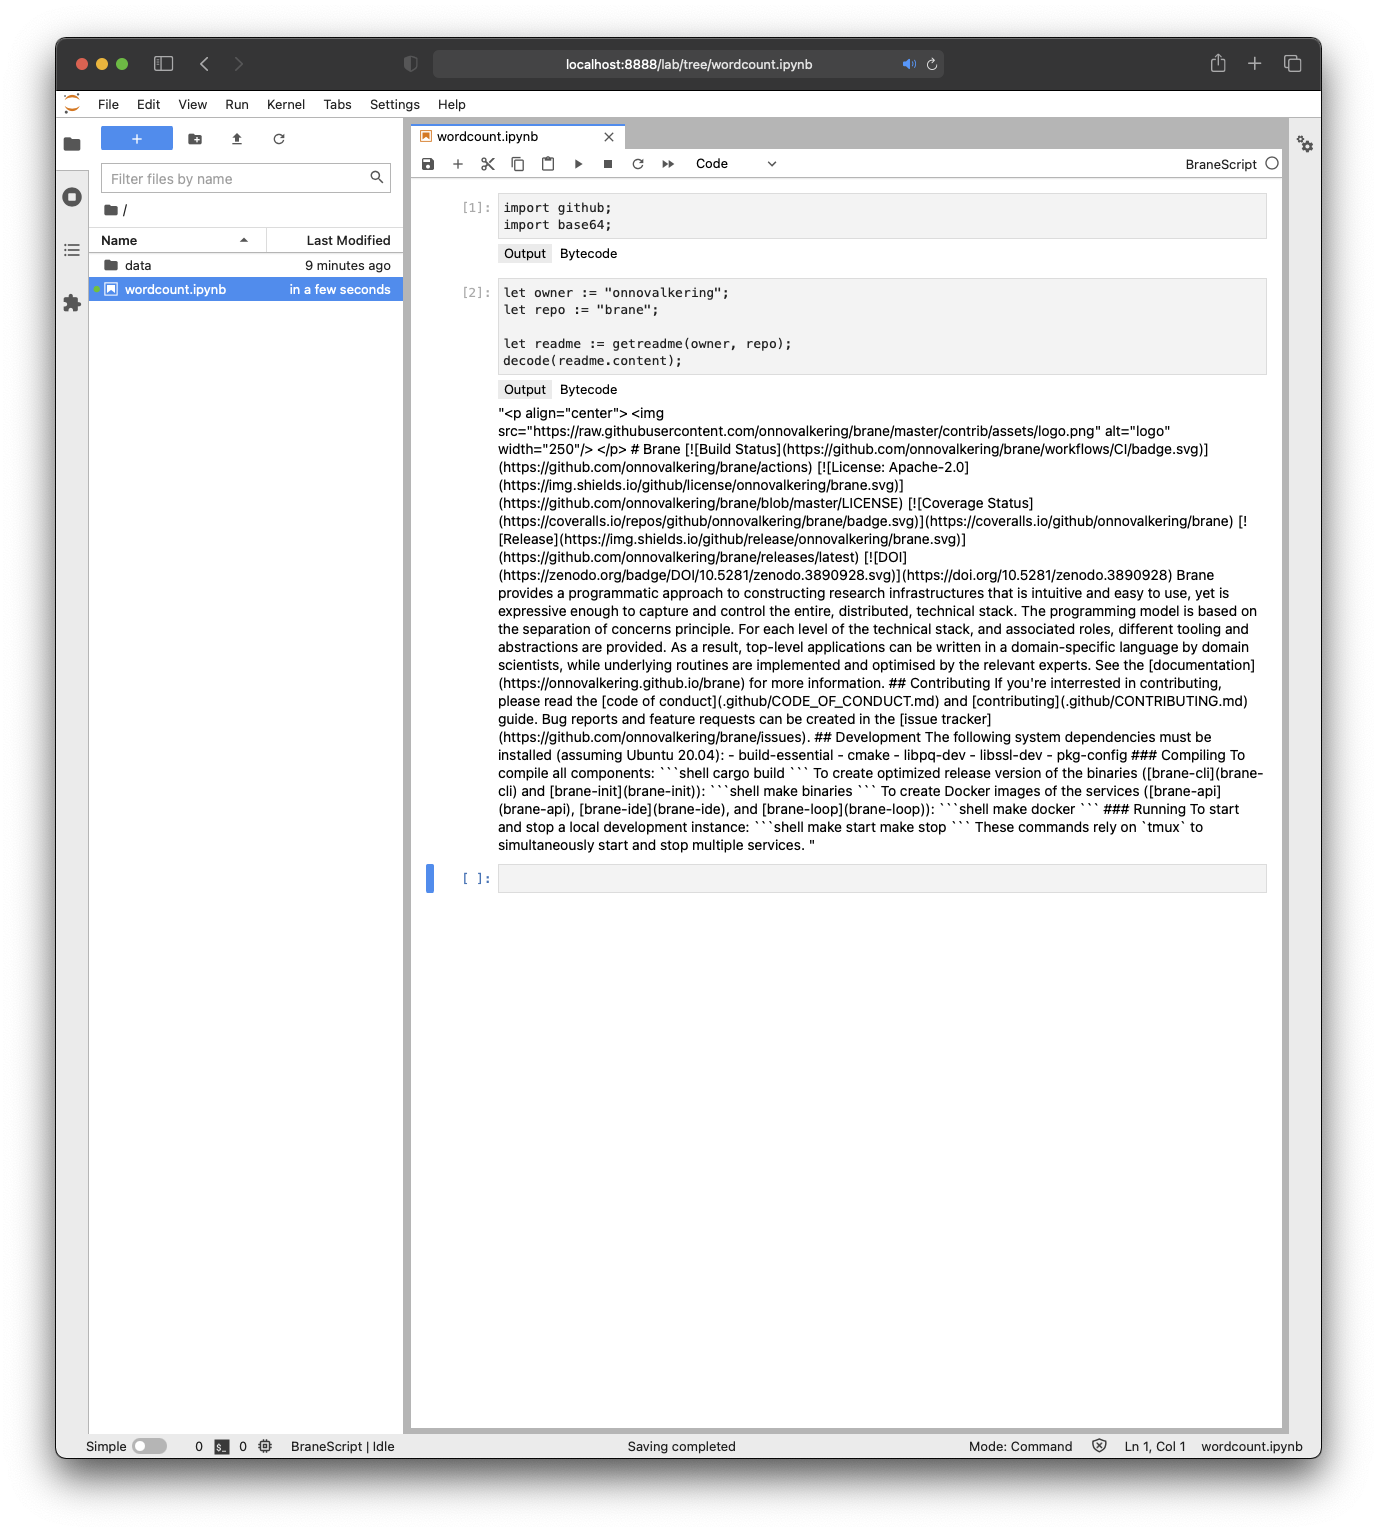 localhost:8888/lab/tree/wordcount.ipynb
File Edit View Run Kernel Tabs Settings Help
+
Filter files by name
/
Name Last Modified
data 9 minutes ago
wordcount.ipynb in a few seconds
wordcount.ipynb
Code
BraneScript
[1]: import github;
import base64;
Output Bytecode
[2]: let owner := "onnovalkering";
let repo := "brane";
let readme := getreadme(owner, repo);
decode(readme.content);
Output Bytecode
"<p align="center"> <img
src="https://raw.githubusercontent.com/onnovalkering/brane/master/contrib/assets/logo.png" alt="logo"
width="250"/> </p> # Brane [![Build Status](https://github.com/onnovalkering/brane/workflows/CI/badge.svg)]
(https://github.com/onnovalkering/brane/actions) [![License: Apache-2.0]
(https://img.shields.io/github/license/onnovalkering/brane.svg)]
(https://github.com/onnovalkering/brane/blob/master/LICENSE) [![Coverage Status]
(https://coveralls.io/repos/github/onnovalkering/brane/badge.svg)](https://coveralls.io/github/onnovalkering/brane) [!
[Release](https://img.shields.io/github/release/onnovalkering/brane.svg)]
(https://github.com/onnovalkering/brane/releases/latest) [![DOI]
(https://zenodo.org/badge/DOI/10.5281/zenodo.3890928.svg)](https://doi.org/10.5281/zenodo.3890928) Brane
provides a programmatic approach to constructing research infrastructures that is intuitive and easy to use, yet is
expressive enough to capture and control the entire, distributed, technical stack. The programming model is based on
the separation of concerns principle. For each level of the technical stack, and associated roles, different tooling and
abstractions are provided. As a result, top-level applications can be written in a domain-specific language by domain
scientists, while underlying routines are implemented and optimised by the relevant experts. See the [documentation]
(https://onnovalkering.github.io/brane) for more information. ## Contributing If you're interrested in contributing,
please read the [code of conduct](.github/CODE_OF_CONDUCT.md) and [contributing](.github/CONTRIBUTING.md)
guide. Bug reports and feature requests can be created in the [issue tracker]
(https://github.com/onnovalkering/brane/issues). ## Development The following system dependencies must be
installed (assuming Ubuntu 20.04): - build-essential - cmake - libpq-dev - libssl-dev - pkg-config ### Compiling To
compile all components: ```shell cargo build ``` To create optimized release version of the binaries ([brane-cli](brane-
cli) and [brane-init](brane-init)): ```shell make binaries ``` To create Docker images of the services ([brane-api]
(brane-api), [brane-ide](brane-ide), and [brane-loop](brane-loop)): ```shell make docker ``` ### Running To start
and stop a local development instance: ```shell make start make stop ``` These commands rely on `tmux` to
simultaneously start and stop multiple services. "
[ ]:
Simple 0 $_ 0 BraneScript | Idle Saving completed Mode: Command Ln 1, Col 1 wordcount.ipynb